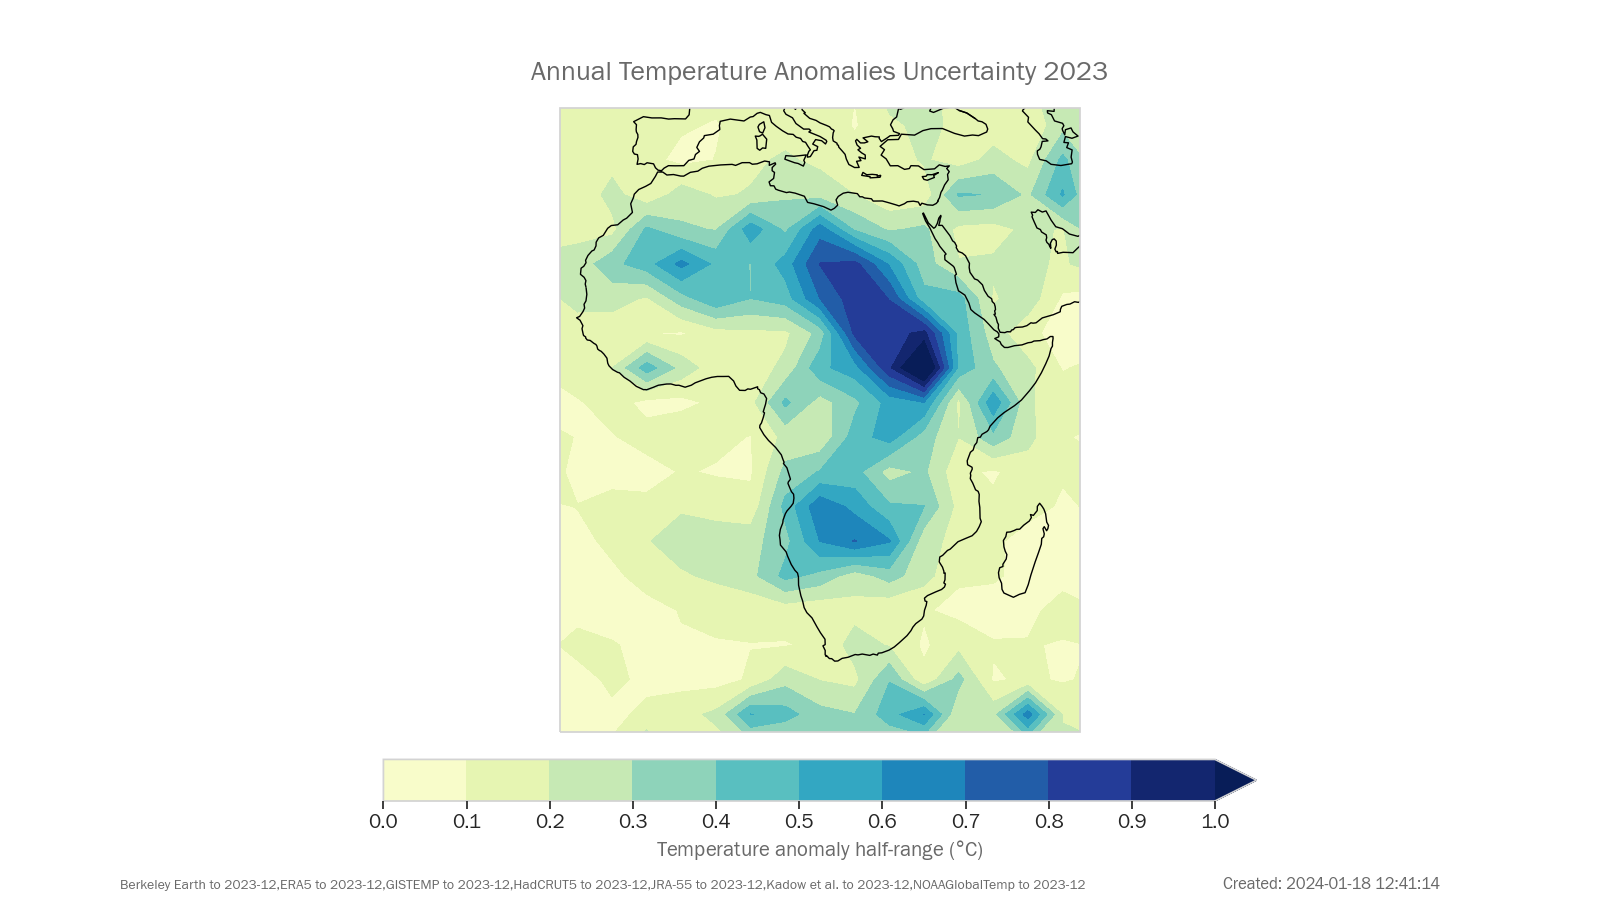 Annual Temperature Anomalies Uncertainty 2023
0.0 0.1 0.2 0.3 0.4 0.5 0.6 0.7 0.8 0.9 1.0
Temperature anomaly half-range (°C)
Berkeley Earth to 2023-12,ERA5 to 2023-12,GISTEMP to 2023-12,HadCRUT5 to 2023-12,JRA-55 to 2023-12,Kadow et al. to 2023-12,NOAAGlobalTemp to 2023-12
Created: 2024-01-18 12:41:14